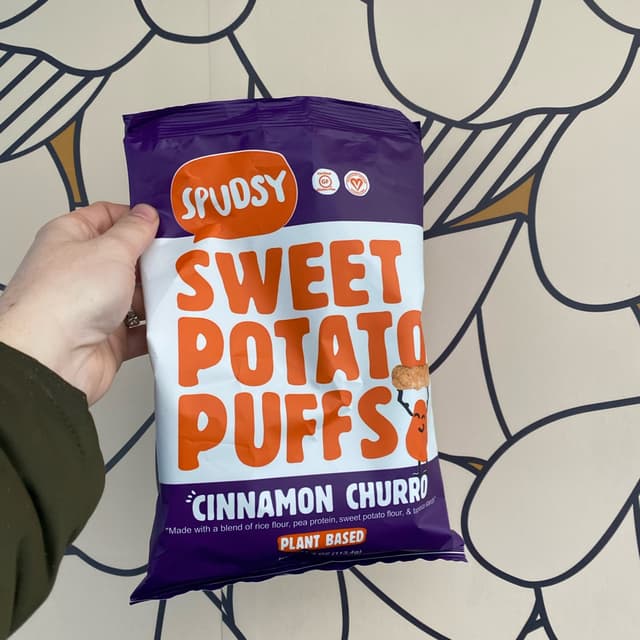 SPUDSY
GF
SWEET
POTATO
PUFFS
CINNAMON CHURRO
"Made with a blend of rice flour, pea protein, sweet potato flour, &
PLANT BASED